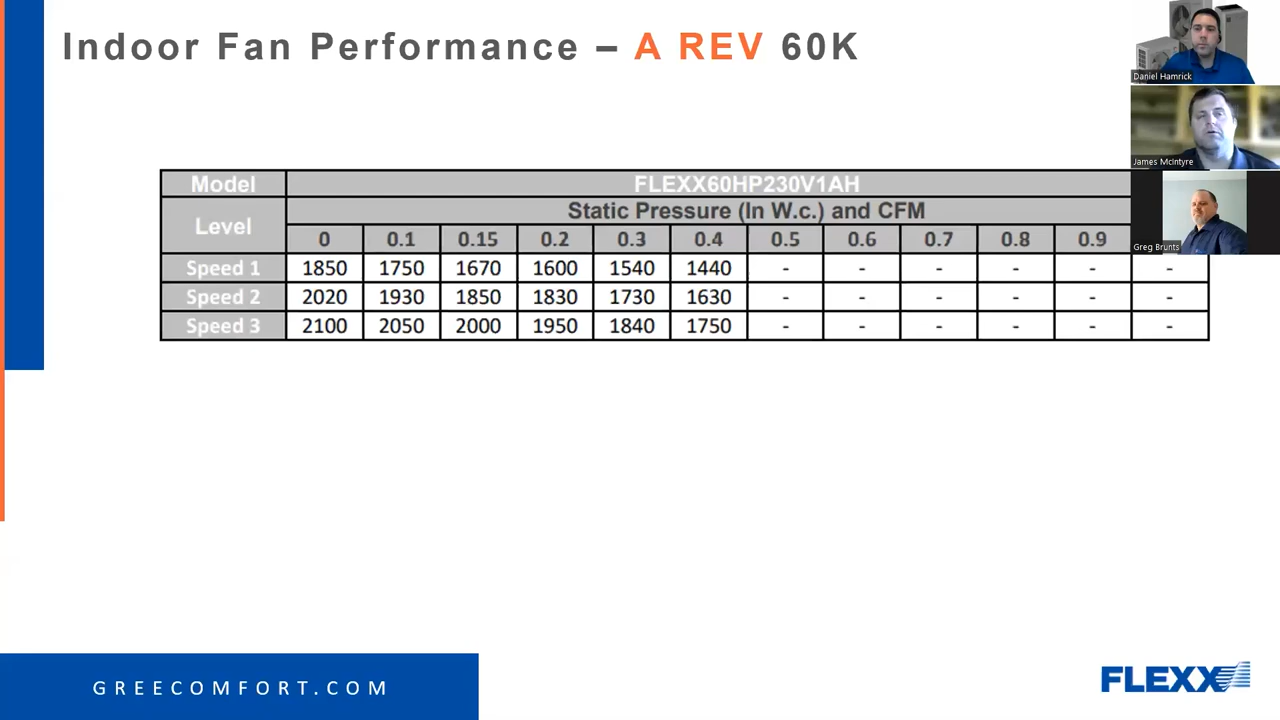 Indoor Fan Performance – A REV 60K
Daniel Hamrick
James McIntyre
Greg Brunts
Model FLEXX60HP230V1AH
Level Static Pressure (In W.c.) and CFM
0 0.1 0.15 0.2 0.3 0.4 0.5 0.6 0.7 0.8 0.9
Speed 1 1850 1750 1670 1600 1540 1440 - - - - - -
Speed 2 2020 1930 1850 1830 1730 1630 - - - - - -
Speed 3 2100 2050 2000 1950 1840 1750 - - - - - -
GREECOMFORT.COM
FLEXX